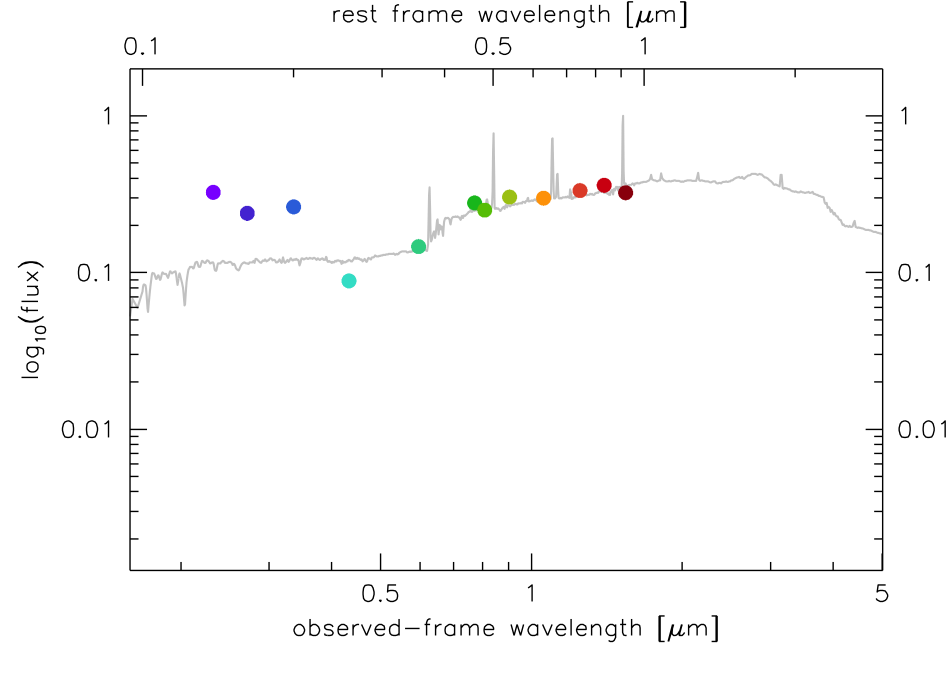 rest frame wavelength [μm]
0.1 0.5 1
1 1
0.1 0.1
0.01 0.01
log10(flux)
0.5 1 5
observed-frame wavelength [μm]